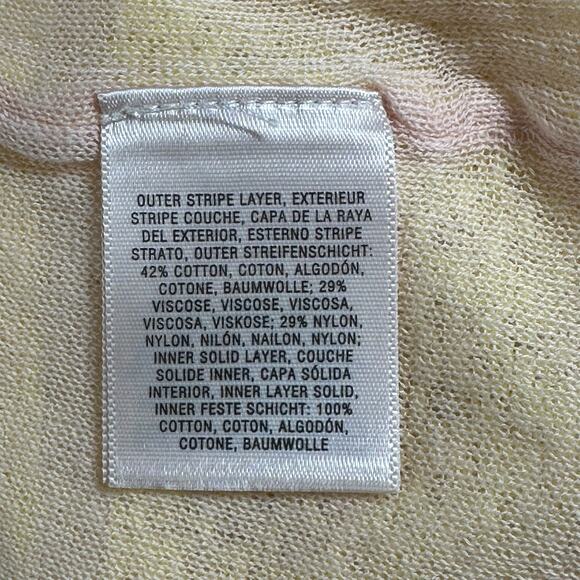 OUTER STRIPE LAYER, EXTERIEUR
STRIPE COUCHE, CAPA DE LA RAYA
DEL EXTERIOR, ESTERNO STRIPE
STRATO, OUTER STREIFENSCHICHT:
42% COTTON, COTON, ALGODÓN,
COTONE, BAUMWOLLE; 29%
VISCOSE, VISCOSE, VISCOSA,
VISCOSA, VISKOSE; 29% NYLON,
NYLON, NILÓN, NAILON, NYLON;
INNER SOLID LAYER, COUCHE
SOLIDE INNER, CAPA SÓLIDA
INTERIOR, INNER LAYER SOLID,
INNER FESTE SCHICHT: 100%
COTTON, COTON, ALGODÓN,
COTONE, BAUMWOLLE